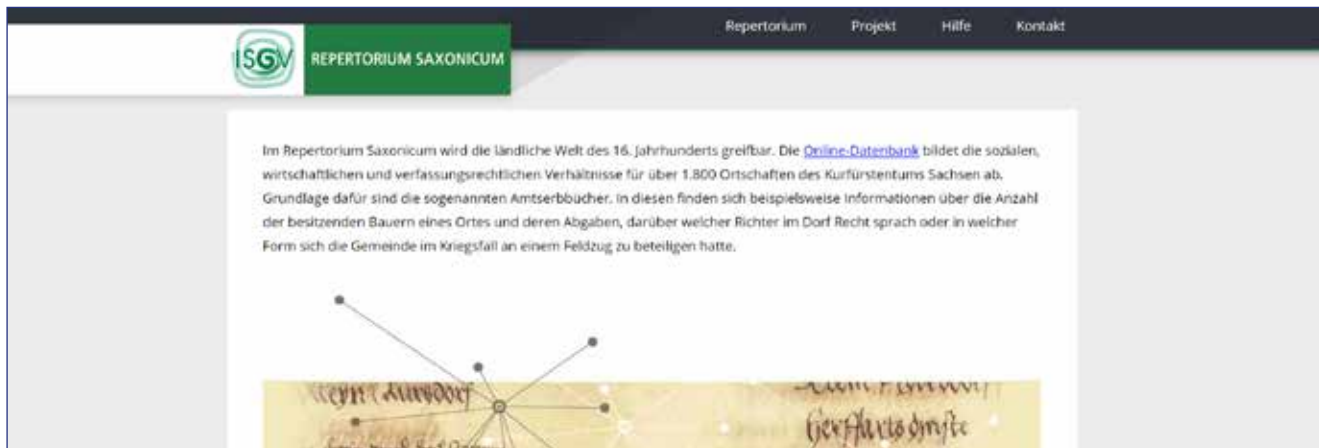 Repertorium Projekt Hilfe Kontakt
ISGV REPERTORIUM SAXONICUM
Im Repertorium Saxonicum wird die ländliche Welt des 16. Jahrhunderts greifbar. Die Online-Datenbank bildet die sozialen,
wirtschaftlichen und verfassungsrechtlichen Verhältnisse für über 1.800 Ortschaften des Kurfürstentums Sachsen ab.
Grundlage dafür sind die sogenannten Amtserbbücher. In diesen finden sich beispielsweise Informationen über die Anzahl
der besitzenden Bauern eines Ortes und deren Abgaben, darüber welcher Richter im Dorf Recht sprach oder in welcher
Form sich die Gemeinde im Kriegsfall an einem Feldzug zu beteiligen hatte.